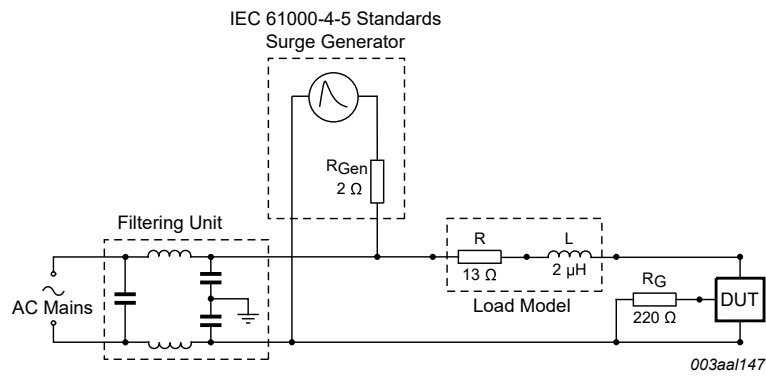 IEC 61000-4-5 Standards
Surge Generator
RGen
2 Ω
Filtering Unit
R
L
13 Ω
2 μH
Load Model
RG
220 Ω
DUT
AC Mains
003aal147